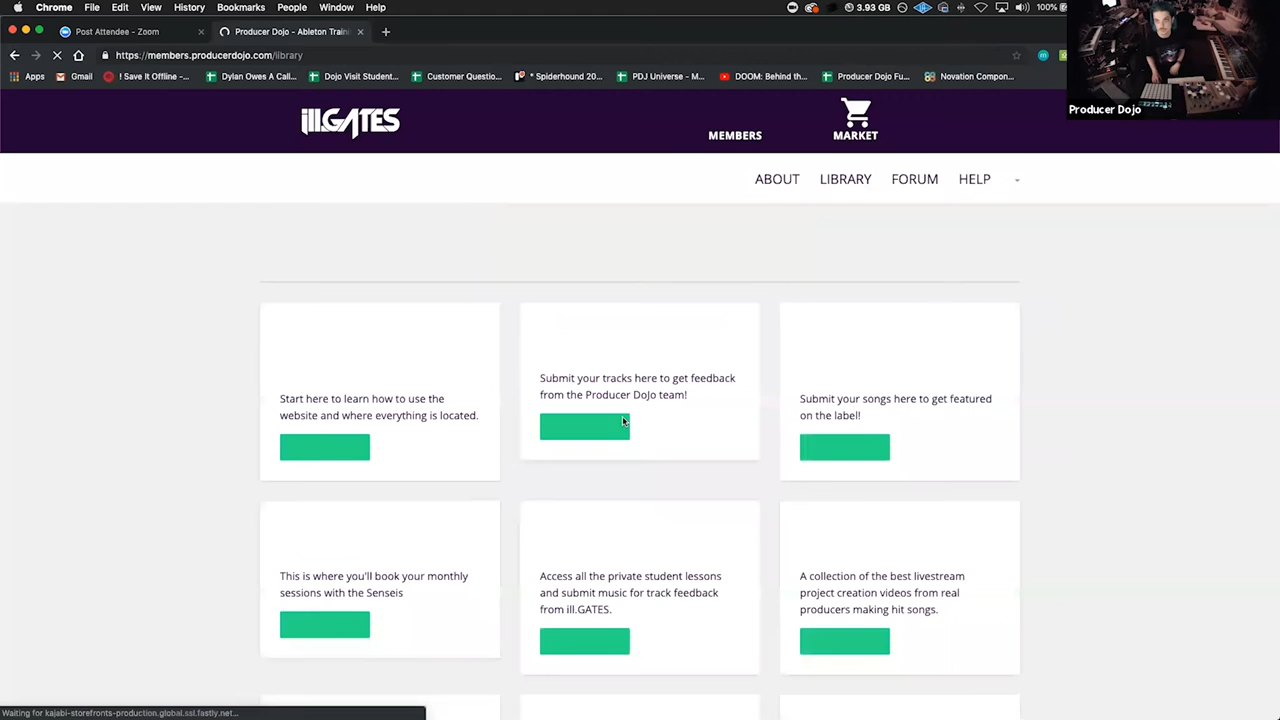 Chrome File Edit View History Bookmarks People Window Help 3.93 GB 100%
Post Attendee - Zoom Producer Dojo - Ableton Traini
https://members.producerdojo.com/library
Apps Gmail ! Save It Offline –... Dylan Owes A Call... Dojo Visit Student... Customer Questio... * Spiderhound 20... PDJ Universe - M... DOOM: Behind th... Producer Dojo Fu... Novation Compon...
Producer Dojo
ill.GATES
MEMBERS
MARKET
ABOUT LIBRARY FORUM HELP
Start here to learn how to use the
website and where everything is located.
Submit your tracks here to get feedback
from the Producer DoJo team!
Submit your songs here to get featured
on the label!
This is where you'll book your monthly
sessions with the Senseis
Access all the private student lessons
and submit music for track feedback
from ill.GATES.
A collection of the best livestream
project creation videos from real
producers making hit songs.
Waiting for kajabi-storefronts-production.global.ssl.fastly.net...